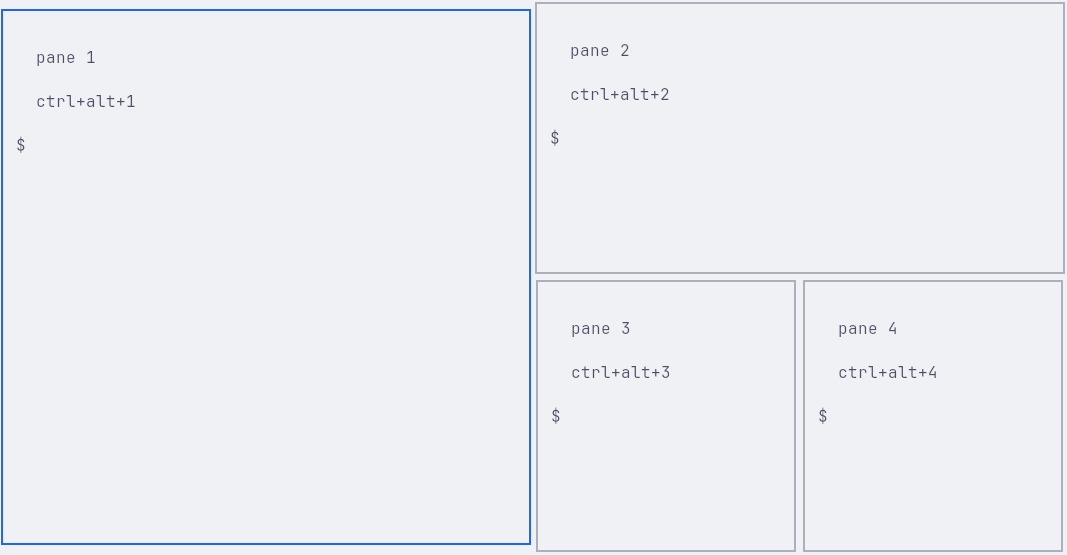 pane 1
ctrl+alt+1
$
pane 2
ctrl+alt+2
$
pane 3
ctrl+alt+3
$
pane 4
ctrl+alt+4
$